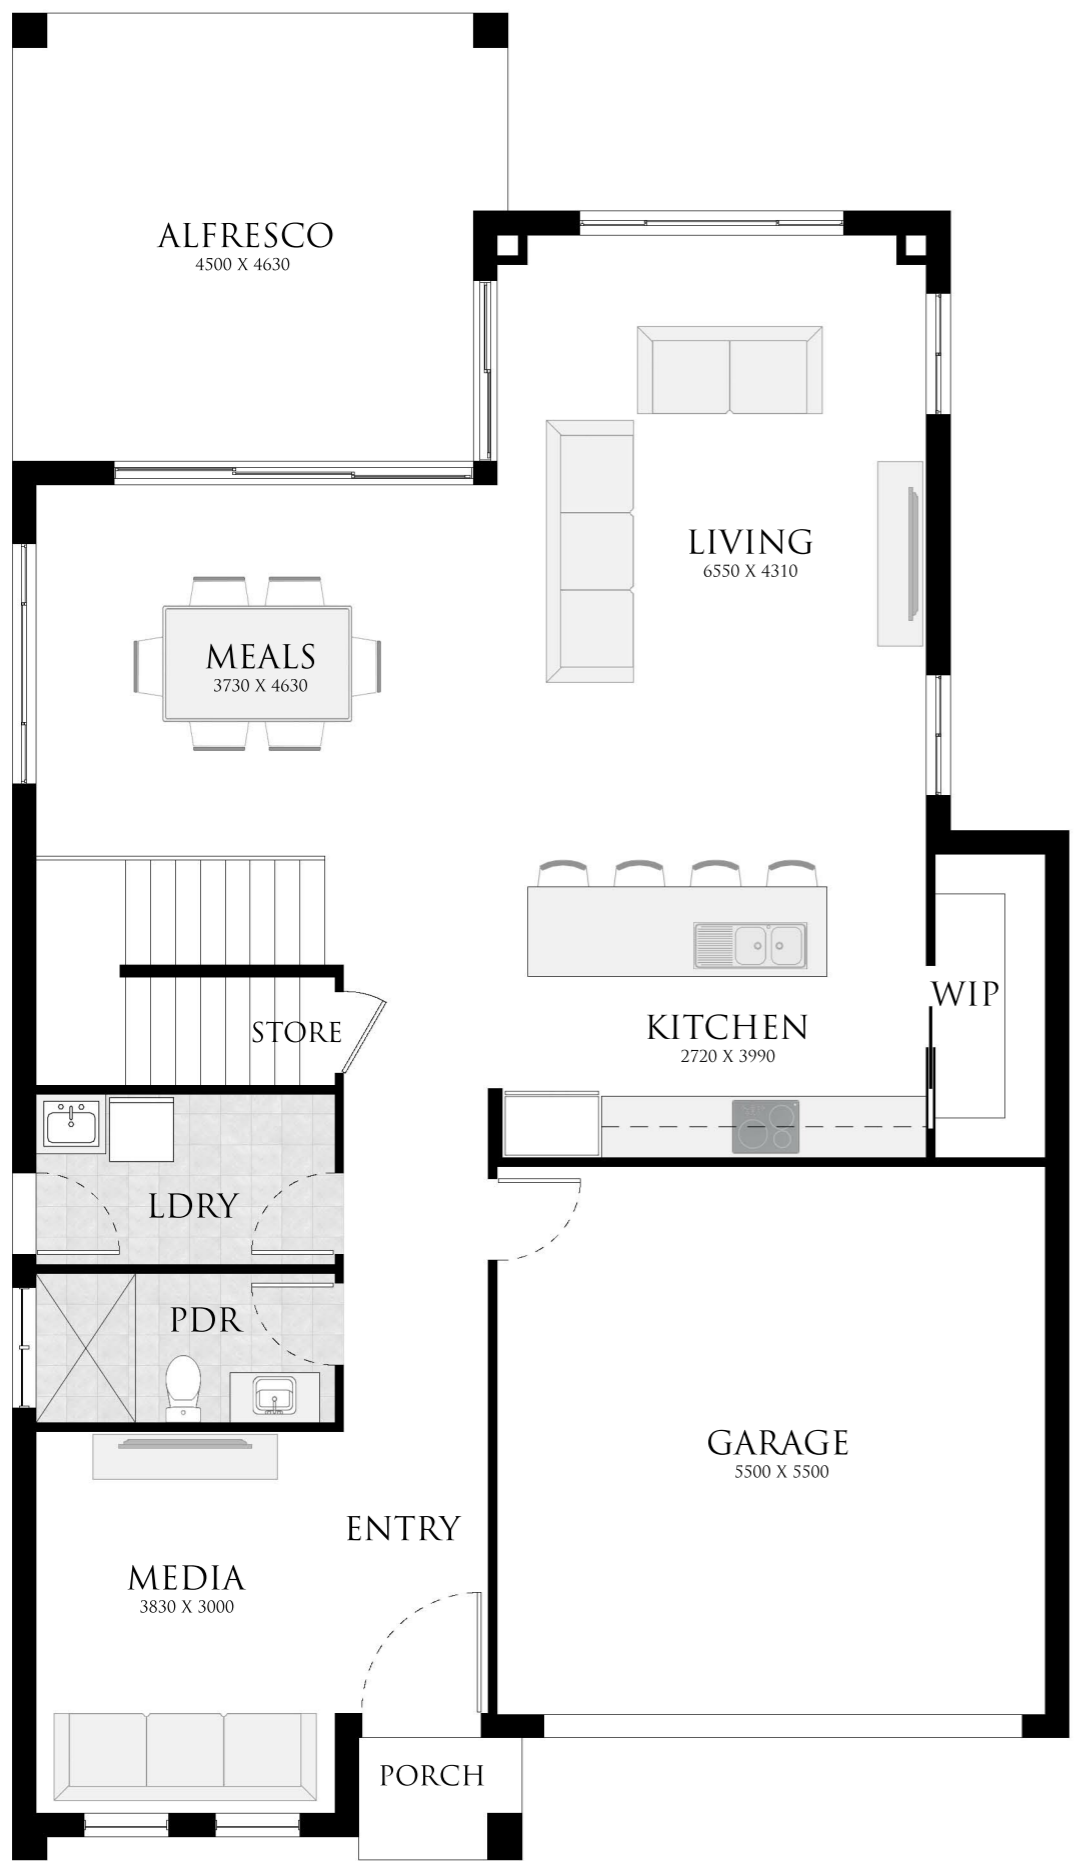 ALFRESCO
4500 X 4630
LIVING
6550 X 4310
MEALS
3730 X 4630
WIP
KITCHEN
2720 X 3990
STORE
LDRY
PDR
GARAGE
5500 X 5500
ENTRY
MEDIA
3830 X 3000
PORCH